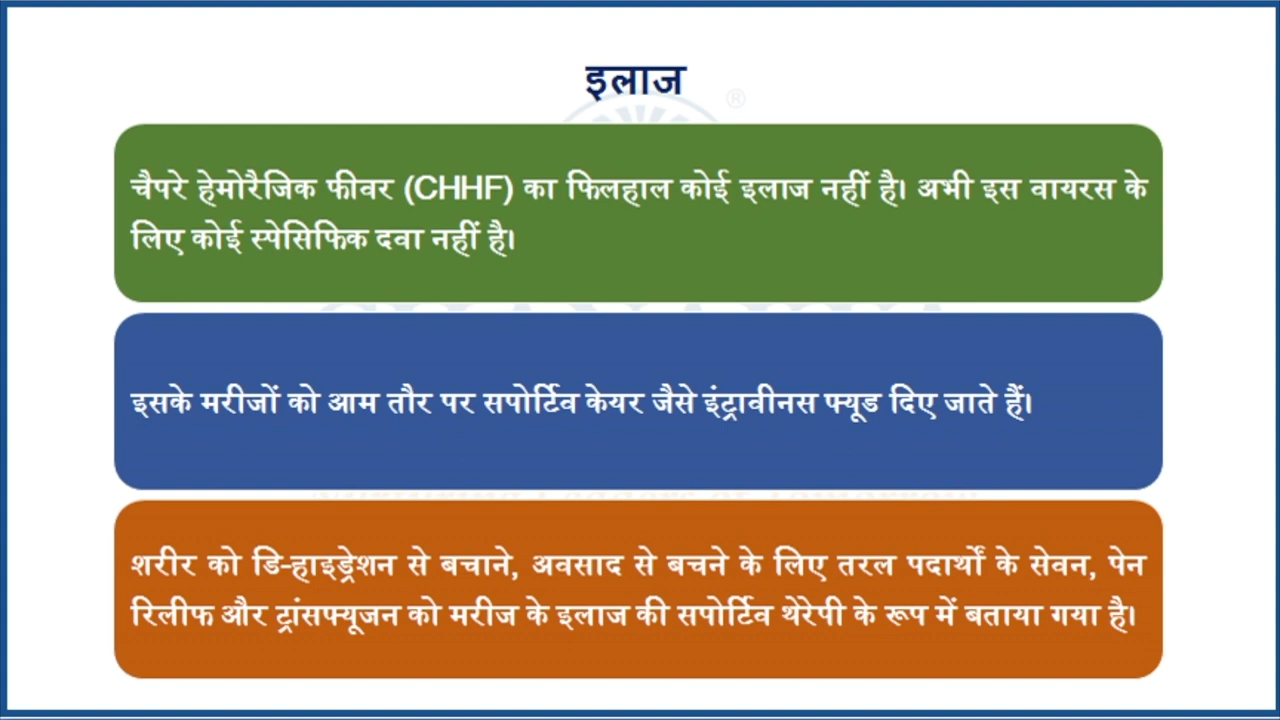 इलाज
®
चैपरे हेमोरैजिक फीवर (CHHF) का फिलहाल कोई इलाज नहीं है। अभी इस वायरस के
लिए कोई स्पेसिफिक दवा नहीं है।
इसके मरीजों को आम तौर पर सपोर्टिव केयर जैसे इंट्रावीनस फ्यूड दिए जाते हैं।
शरीर को डि-हाइड्रेशन से बचाने, अवसाद से बचने के लिए तरल पदार्थों के सेवन, पेन
रिलीफ और ट्रांसफ्यूजन को मरीज के इलाज की सपोर्टिव थेरेपी के रूप में बताया गया है।